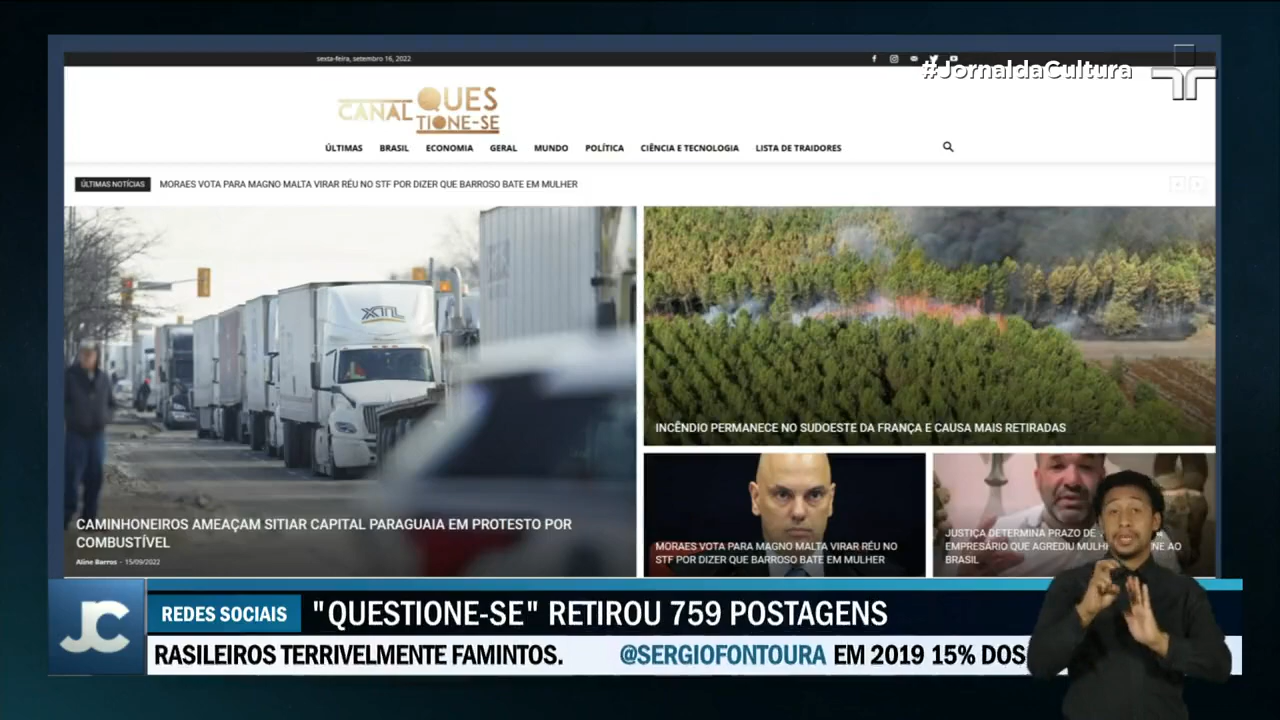 sexta-feira, setembro 16, 2022
#JornaldaCultura
CANAL QUES
TIONE-SE
ÚLTIMAS BRASIL ECONOMIA GERAL MUNDO POLÍTICA CIÊNCIA E TECNOLOGIA LISTA DE TRAIDORES
ÚLTIMAS NOTÍCIAS MORAES VOTA PARA MAGNO MALTA VIRAR RÉU NO STF POR DIZER QUE BARROSO BATE EM MULHER
XTL
CAMINHONEIROS AMEAÇAM SITIAR CAPITAL PARAGUAIA EM PROTESTO POR
COMBUSTÍVEL
Aline Barros - 15/09/2022
INCÊNDIO PERMANECE NO SUDOESTE DA FRANÇA E CAUSA MAIS RETIRADAS
MORAES VOTA PARA MAGNO MALTA VIRAR RÉU NO
STF POR DIZER QUE BARROSO BATE EM MULHER
JUSTIÇA DETERMINA PRAZO DE
EMPRESÁRIO QUE AGREDIU AO
BRASIL
JC
REDES SOCIAIS "QUESTIONE-SE" RETIROU 759 POSTAGENS
RASILEIROS TERRIVELMENTE FAMINTOS. @SERGIOFONTOURA EM 2019 15% DOS